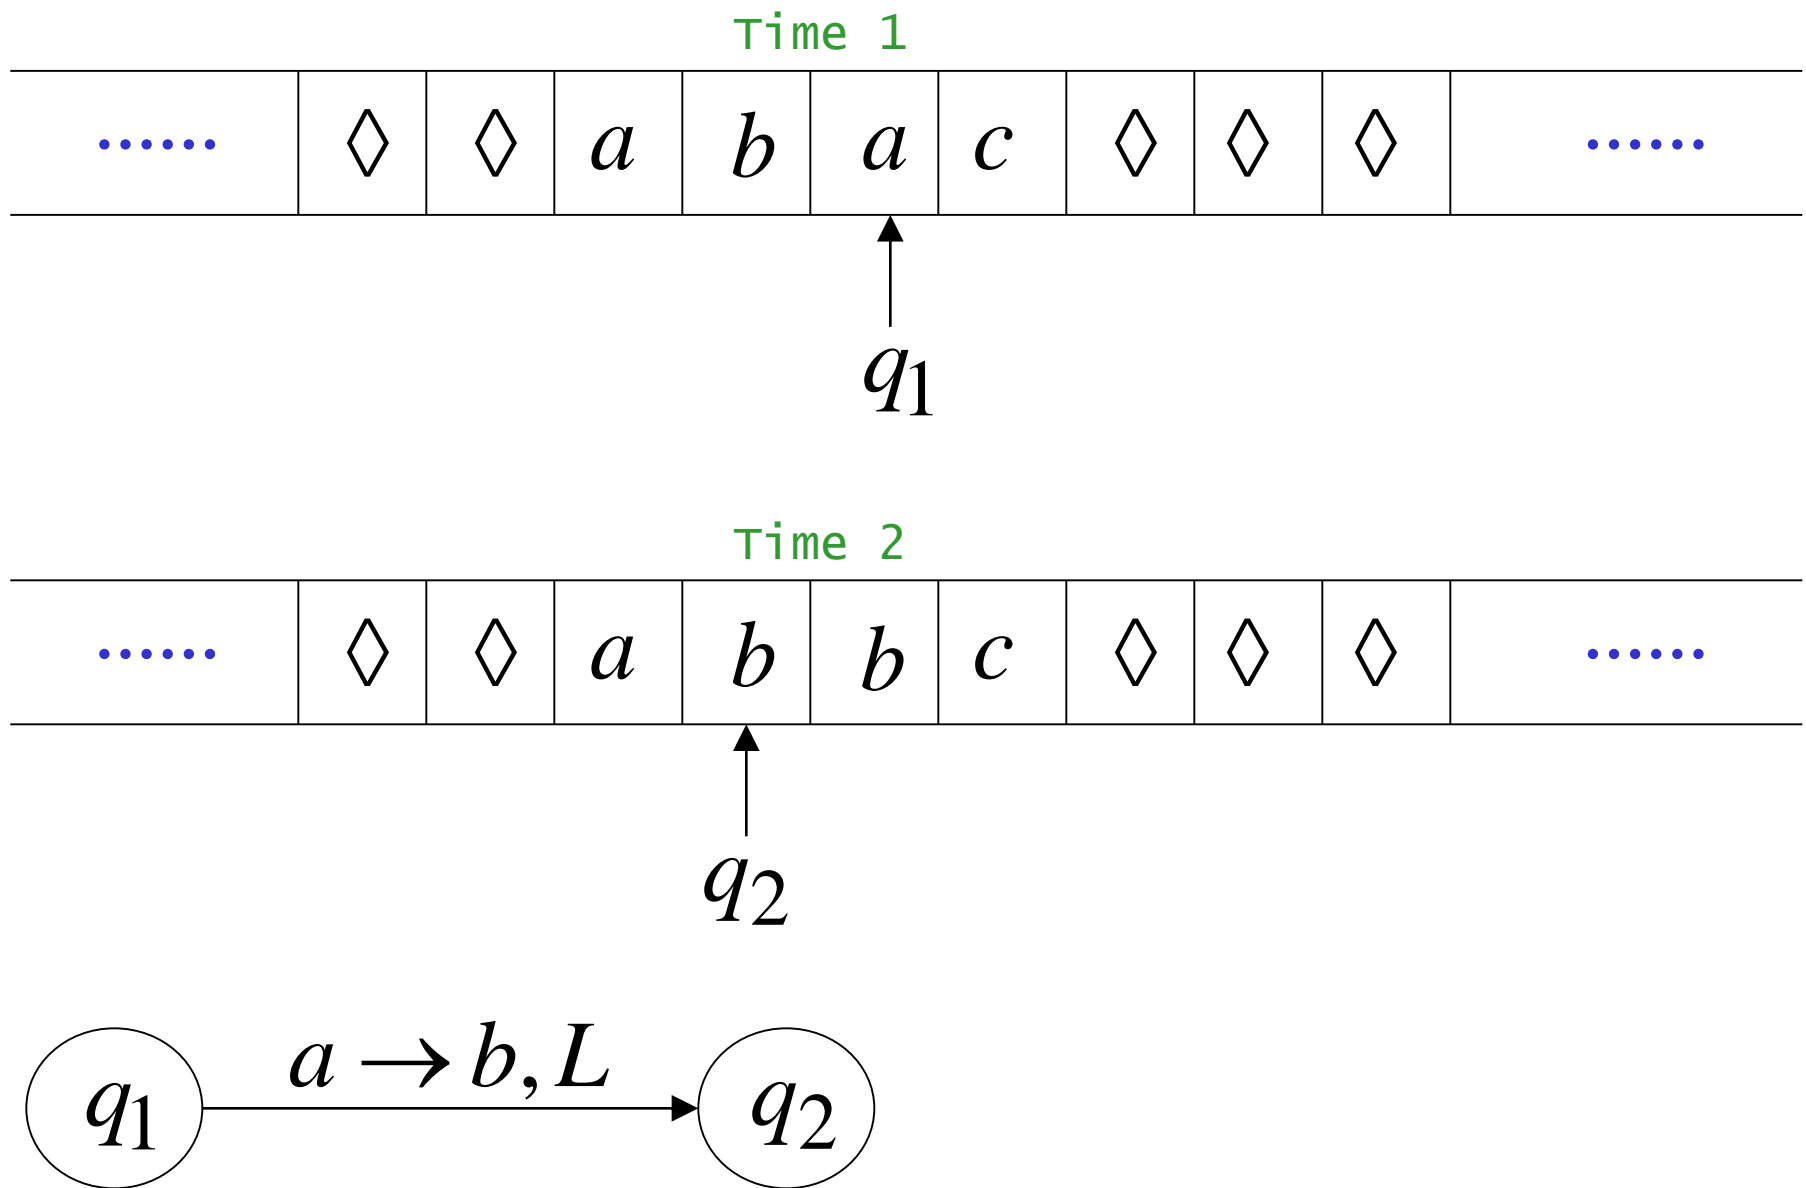 Time 1
...... ◊ ◊ a b a c ◊ ◊ ◊ ......
q₁
Time 2
...... ◊ ◊ a b b c ◊ ◊ ◊ ......
q₂
q₁ a → b, L q₂